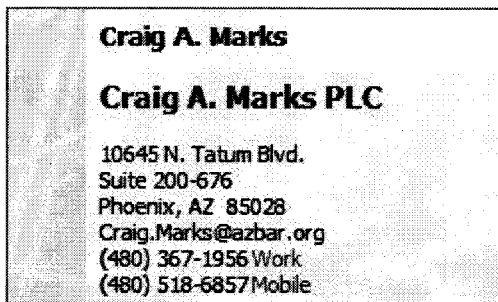 Craig A. Marks
Craig A. Marks PLC
10645 N. Tatum Blvd.
Suite 200-676
Phoenix, AZ 85028
Craig.Marks@azbar.org
(480) 367-1956 Work
(480) 518-6857 Mobile